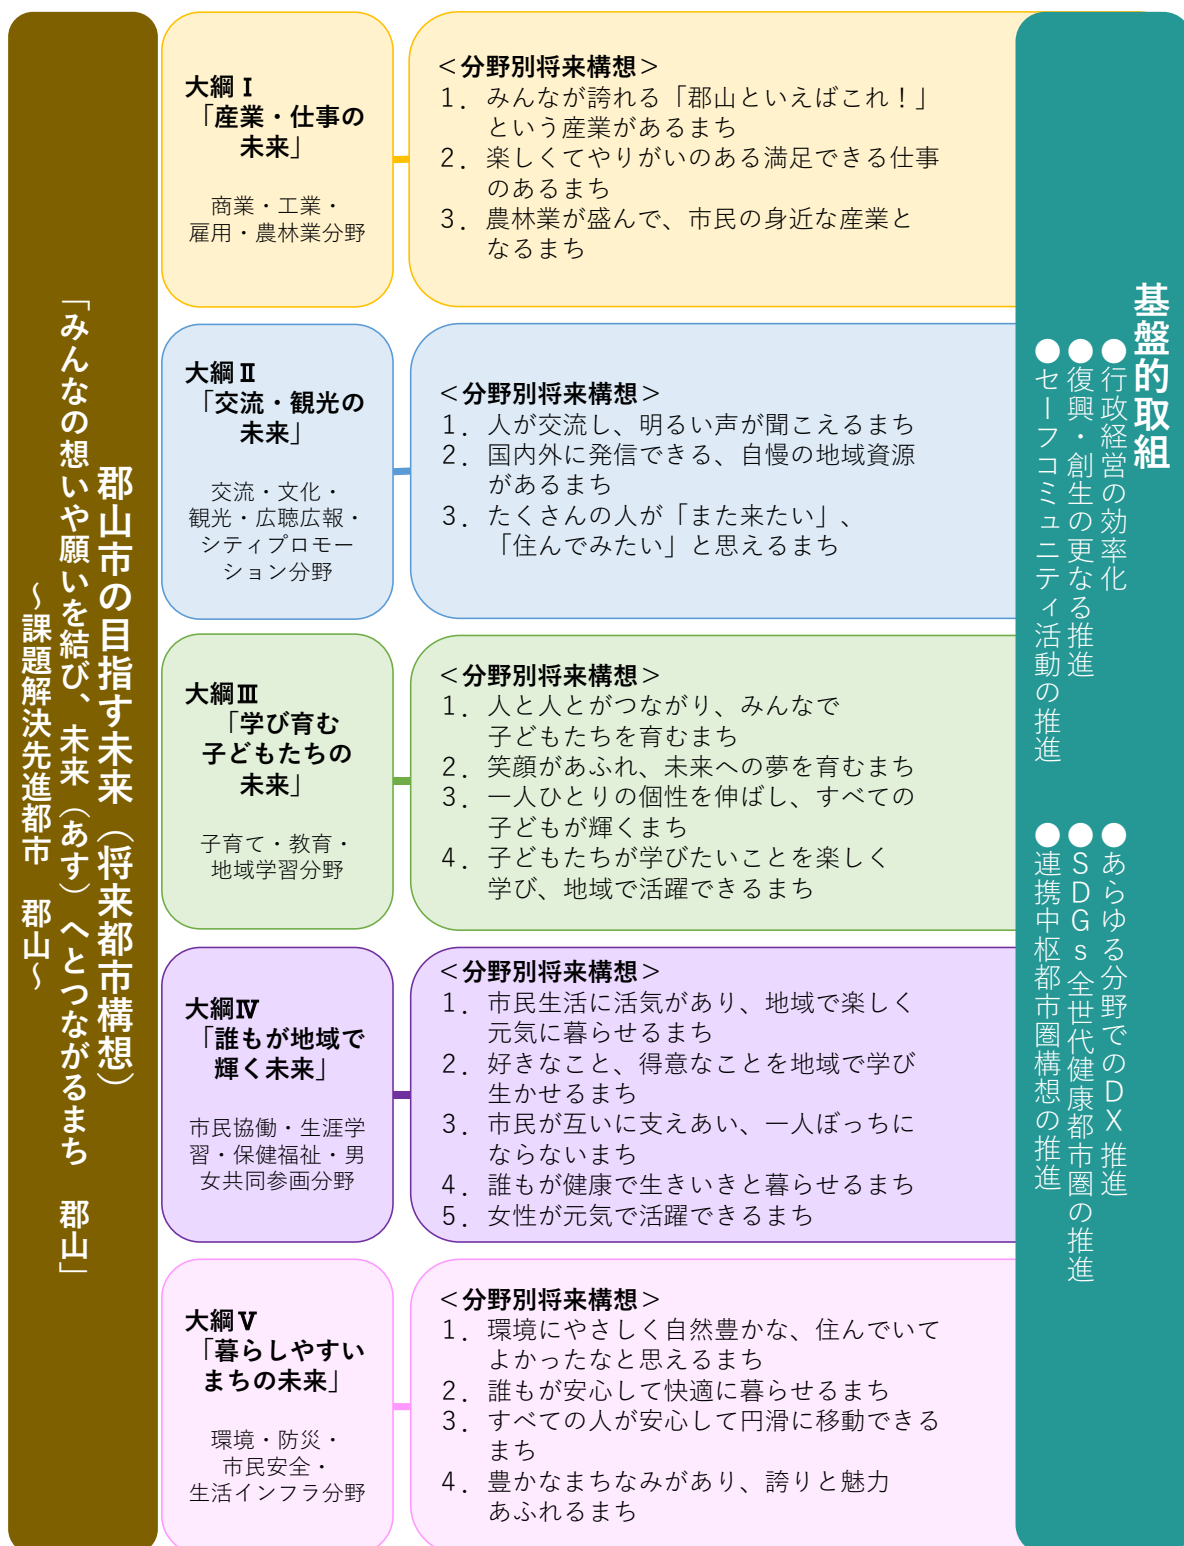 郡山市の目指す未来（将来都市構想）
「みんなの想いや願いを結び、未来（あす）へとつながるまち　郡山」
～課題解決先進都市　郡山～
大綱Ⅰ
「産業・仕事の
未来」
商業・工業・
雇用・農林業分野
＜分野別将来構想＞
１．みんなが誇れる「郡山といえばこれ！」
という産業があるまち
２．楽しくてやりがいのある満足できる仕事
のあるまち
３．農林業が盛んで、市民の身近な産業と
なるまち
大綱Ⅱ
「交流・観光の
未来」
交流・文化・
観光・広聴広報・
シティプロモー
ション分野
＜分野別将来構想＞
１．人が交流し、明るい声が聞こえるまち
２．国内外に発信できる、自慢の地域資源
があるまち
３．たくさんの人が「また来たい」、
「住んでみたい」と思えるまち
大綱Ⅲ
「学び育む
子どもたちの
未来」
子育て・教育・
地域学習分野
＜分野別将来構想＞
１．人と人とがつながり、みんなで
子どもたちを育むまち
２．笑顔があふれ、未来への夢を育むまち
３．一人ひとりの個性を伸ばし、すべての
子どもが輝くまち
４．子どもたちが学びたいことを楽しく
学び、地域で活躍できるまち
大綱Ⅳ
「誰もが地域で
輝く未来」
市民協働・生涯学
習・保健福祉・男
女共同参画分野
＜分野別将来構想＞
１．市民生活に活気があり、地域で楽しく
元気に暮らせるまち
２．好きなこと、得意なことを地域で学び
生かせるまち
３．市民が互いに支えあい、一人ぼっちに
ならないまち
４．誰もが健康で生きいきと暮らせるまち
５．女性が元気で活躍できるまち
大綱Ⅴ
「暮らしやすい
まちの未来」
環境・防災・
市民安全・
生活インフラ分野
＜分野別将来構想＞
１．環境にやさしく自然豊かな、住んでいて
よかったなと思えるまち
２．誰もが安心して快適に暮らせるまち
３．すべての人が安心して円滑に移動できる
まち
４．豊かなまちなみがあり、誇りと魅力
あふれるまち
基盤的取組
●行政経営の効率化
●復興・創生の更なる推進
●セーフコミュニティ活動の推進
●あらゆる分野でのＤＸ推進
●ＳＤＧｓ全世代健康都市圏の推進
●連携中枢都市圏構想の推進